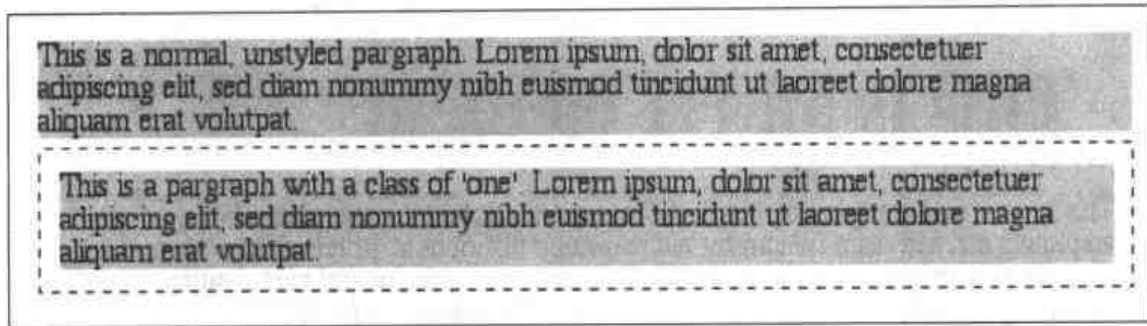 This is a normal, unstyled pargraph. Lorem ipsum, dolor sit amet, consectetuer
adipiscing elit, sed diam nonummy nibh euismod tincidunt ut laoreet dolore magna
aliquam erat volutpat.
This is a pargraph with a class of 'one'. Lorem ipsum, dolor sit amet, consectetuer
adipiscing elit, sed diam nonummy nibh euismod tincidunt ut laoreet dolore magna
aliquam erat volutpat.